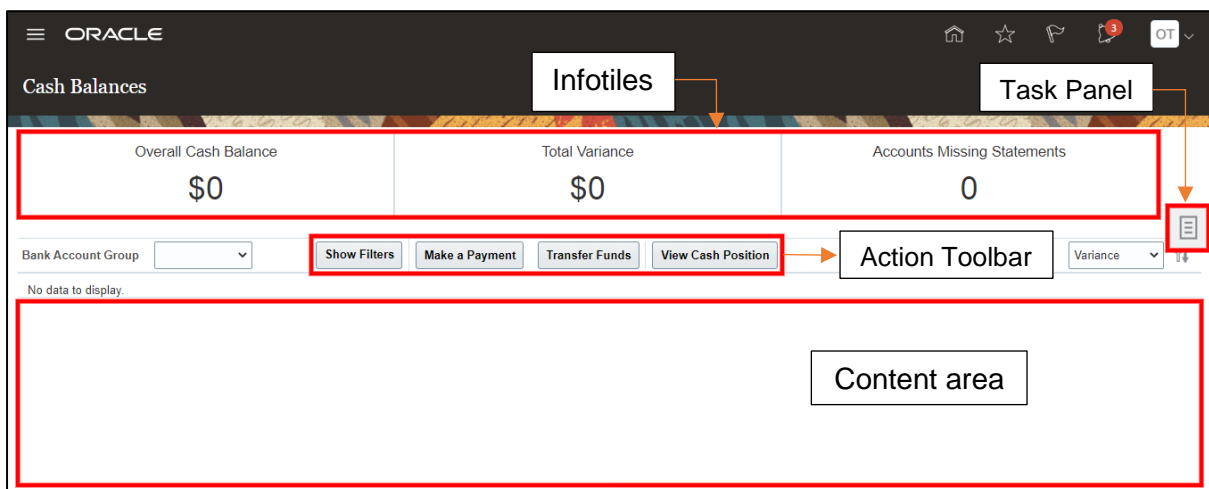 ORACLE
3
OT
Cash Balances
Infotiles
Task Panel
Overall Cash Balance
Total Variance
Accounts Missing Statements
$0
$0
0
Bank Account Group
Show Filters
Make a Payment
Transfer Funds
View Cash Position
Action Toolbar
Variance
No data to display.
Content area